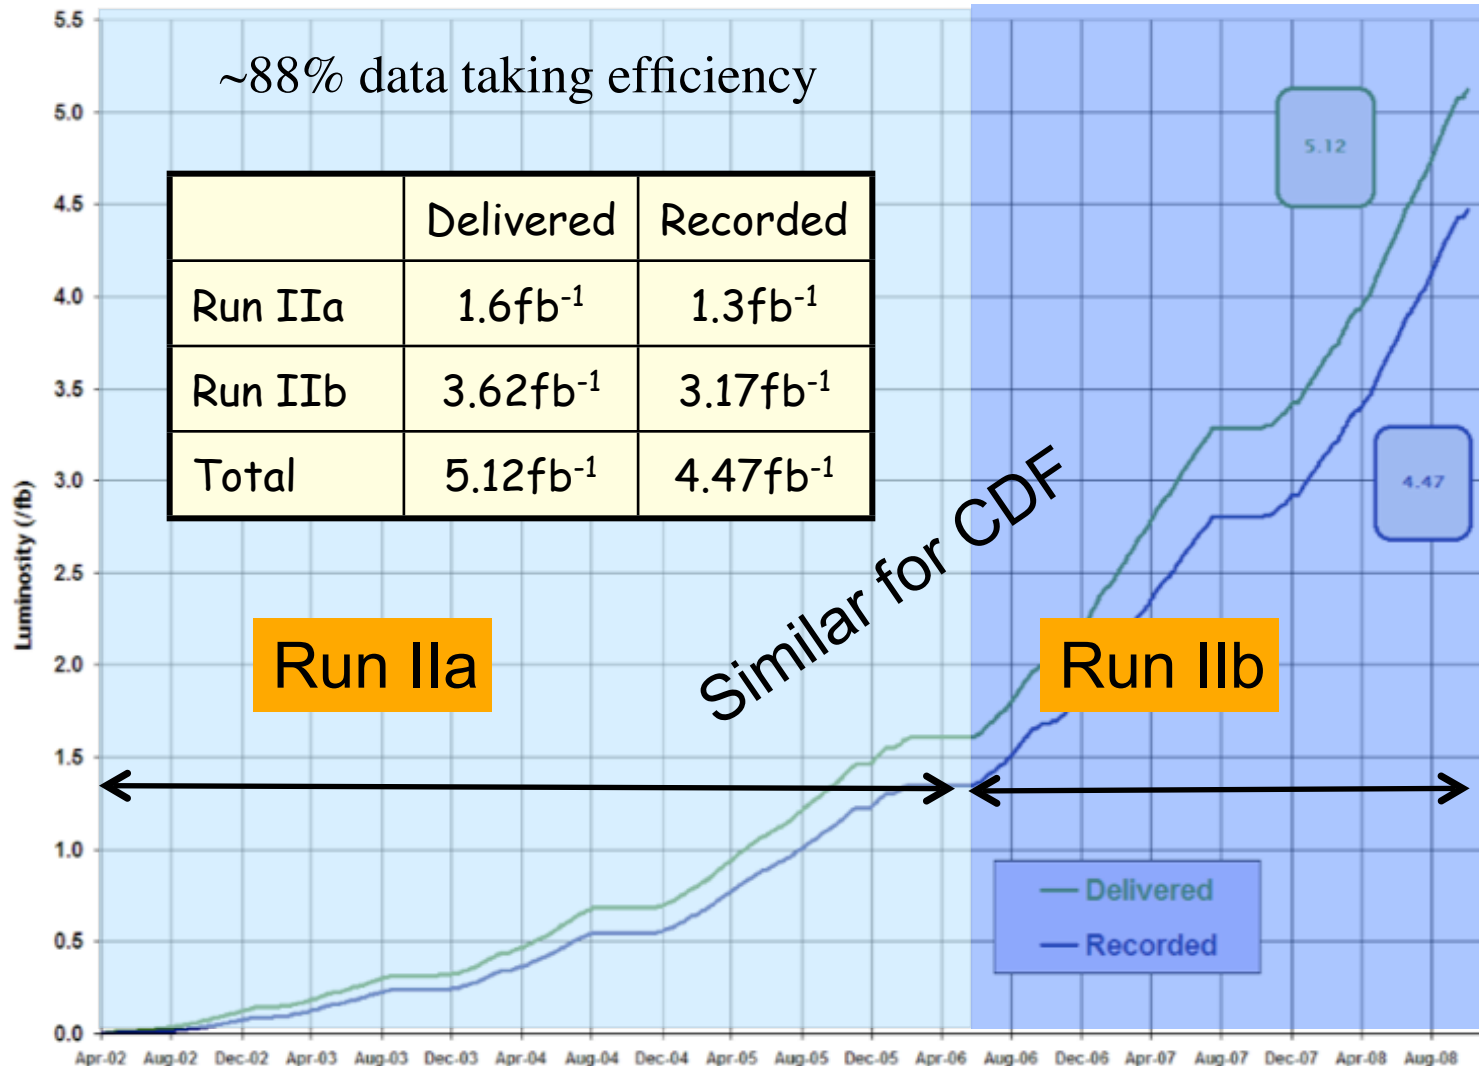 5.5
~88% data taking efficiency
5.0
5.12
4.5
Delivered Recorded
4.0
Run IIa 1.6fb⁻¹ 1.3fb⁻¹
3.5
Run IIb 3.62fb⁻¹ 3.17fb⁻¹
Total 5.12fb⁻¹ 4.47fb⁻¹
3.0
4.47
Luminosity (/fb)
2.5
Similar for CDF
2.0
Run IIa
Run IIb
1.5
1.0
Delivered
0.5
Recorded
0.0
Apr-02 Aug-02 Dec-02 Apr-03 Aug-03 Dec-03 Apr-04 Aug-04 Dec-04 Apr-05 Aug-05 Dec-05 Apr-06 Aug-06 Dec-06 Apr-07 Aug-07 Dec-07 Apr-08 Aug-08